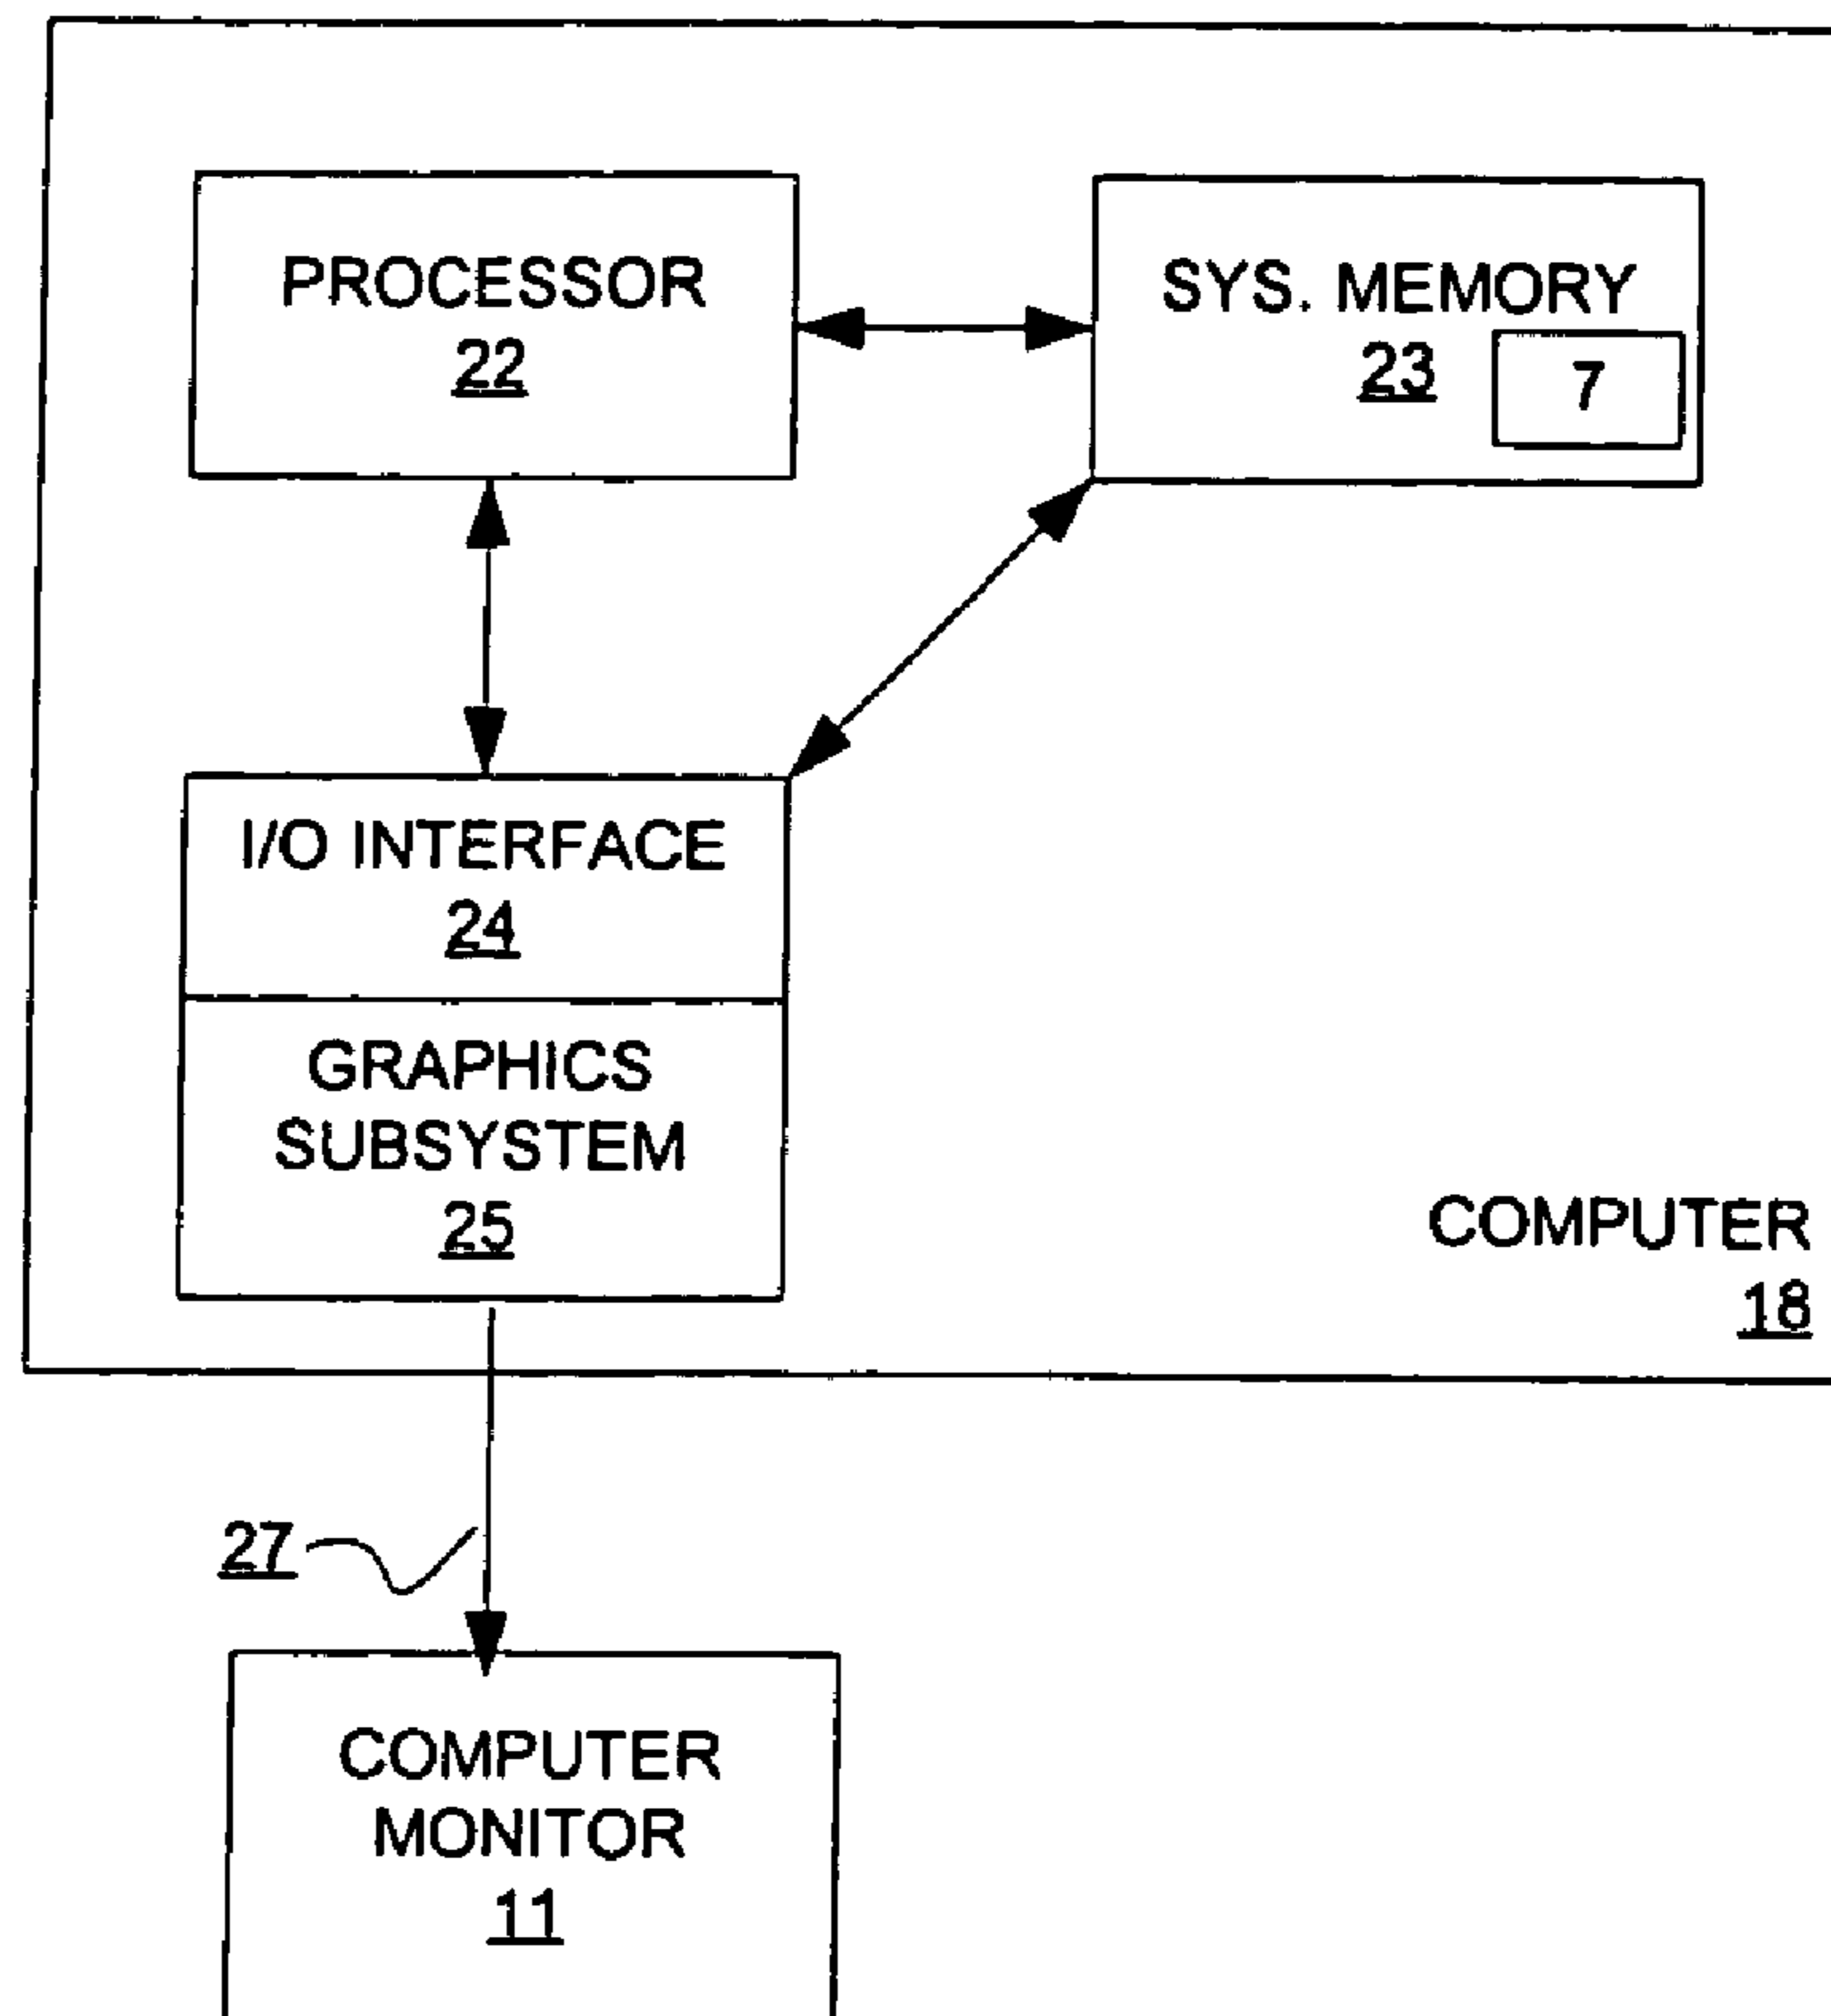 PROCESSOR
22
SYS. MEMORY
23
7
I/O INTERFACE
24
GRAPHICS
SUBSYSTEM
25
COMPUTER
18
27
COMPUTER
MONITOR
11